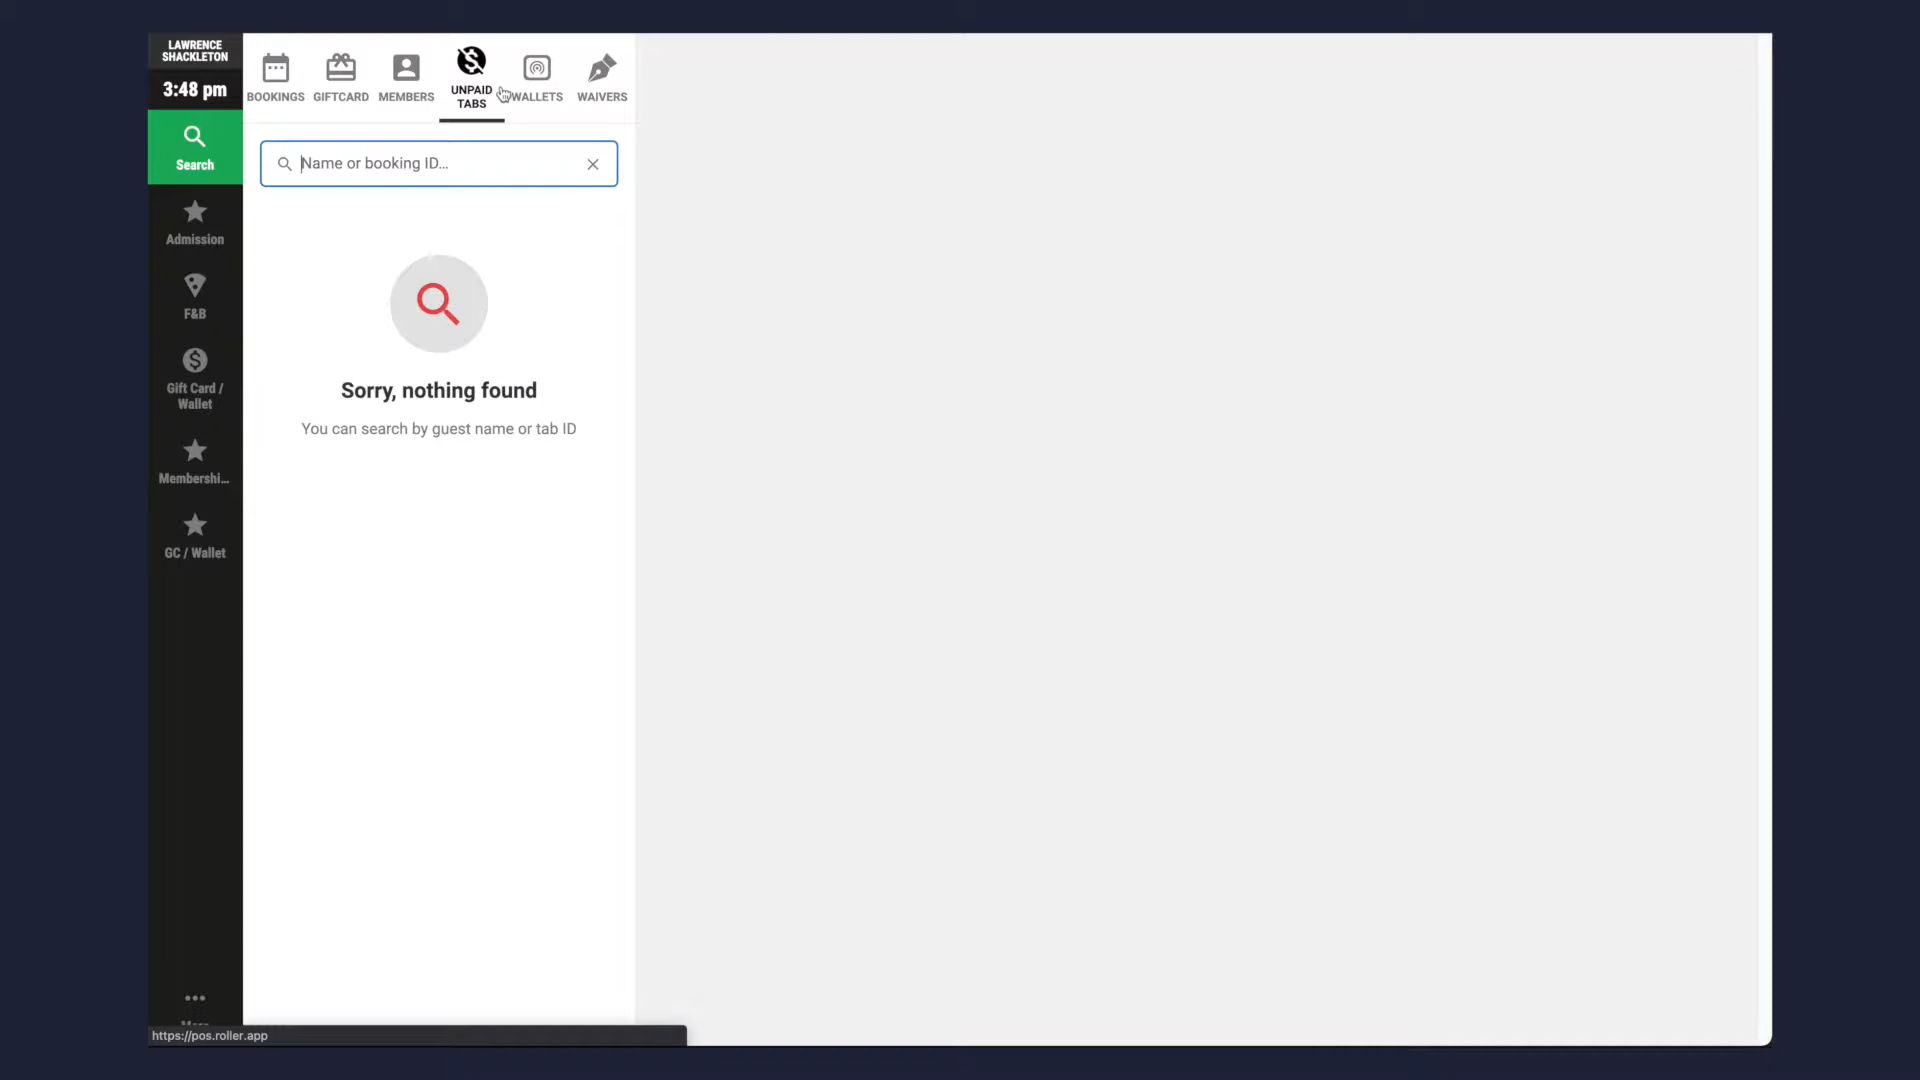 LAWRENCE
SHACKLETON
3:48 pm
Search
Admission
F&B
Gift Card /
Wallet
Membershi...
GC / Wallet
BOOKINGS
GIFTCARD
MEMBERS
UNPAID
TABS
WALLETS
WAIVERS
Name or booking ID...
Sorry, nothing found
You can search by guest name or tab ID
https://pos.roller.app